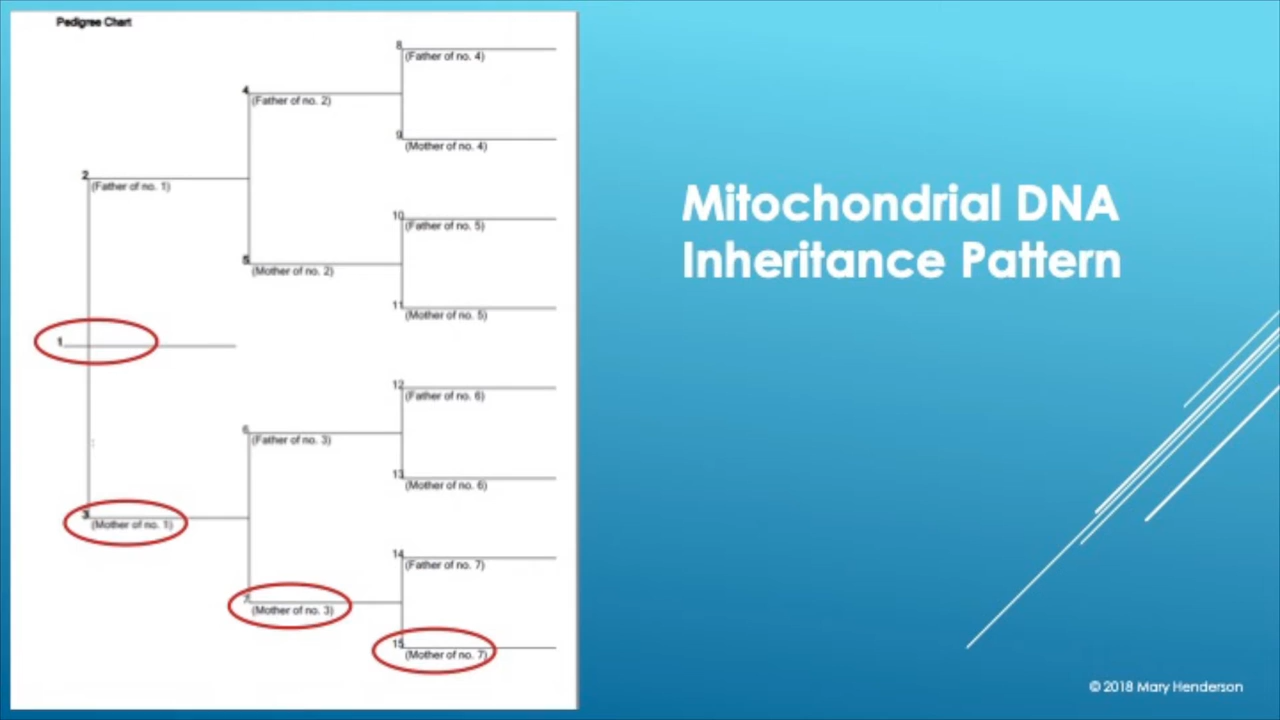 Pedigree Chart
8
(Father of no. 4)
4
(Father of no. 2)
9
(Mother of no. 4)
2
(Father of no. 1)
10
(Father of no. 5)
5
(Mother of no. 2)
11
(Mother of no. 5)
1
12
(Father of no. 6)
6
(Father of no. 3)
13
(Mother of no. 6)
3
(Mother of no. 1)
14
(Father of no. 7)
7
(Mother of no. 3)
15
(Mother of no. 7)
Mitochondrial DNA
Inheritance Pattern
© 2018 Mary Henderson